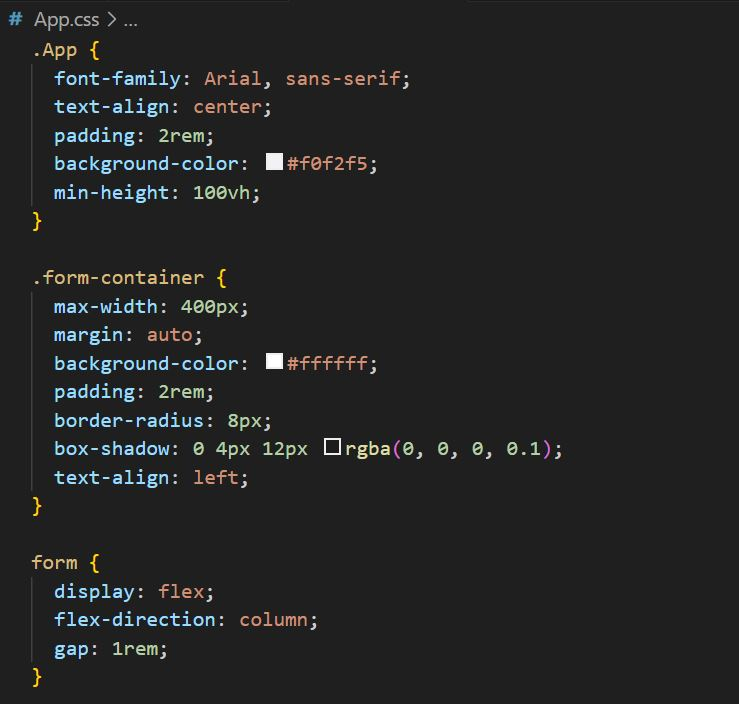 # App.css > ...
.App {
  font-family: Arial, sans-serif;
  text-align: center;
  padding: 2rem;
  background-color: #f0f2f5;
  min-height: 100vh;
}
.form-container {
  max-width: 400px;
  margin: auto;
  background-color: #ffffff;
  padding: 2rem;
  border-radius: 8px;
  box-shadow: 0 4px 12px rgba(0, 0, 0, 0.1);
  text-align: left;
}
form {
  display: flex;
  flex-direction: column;
  gap: 1rem;
}